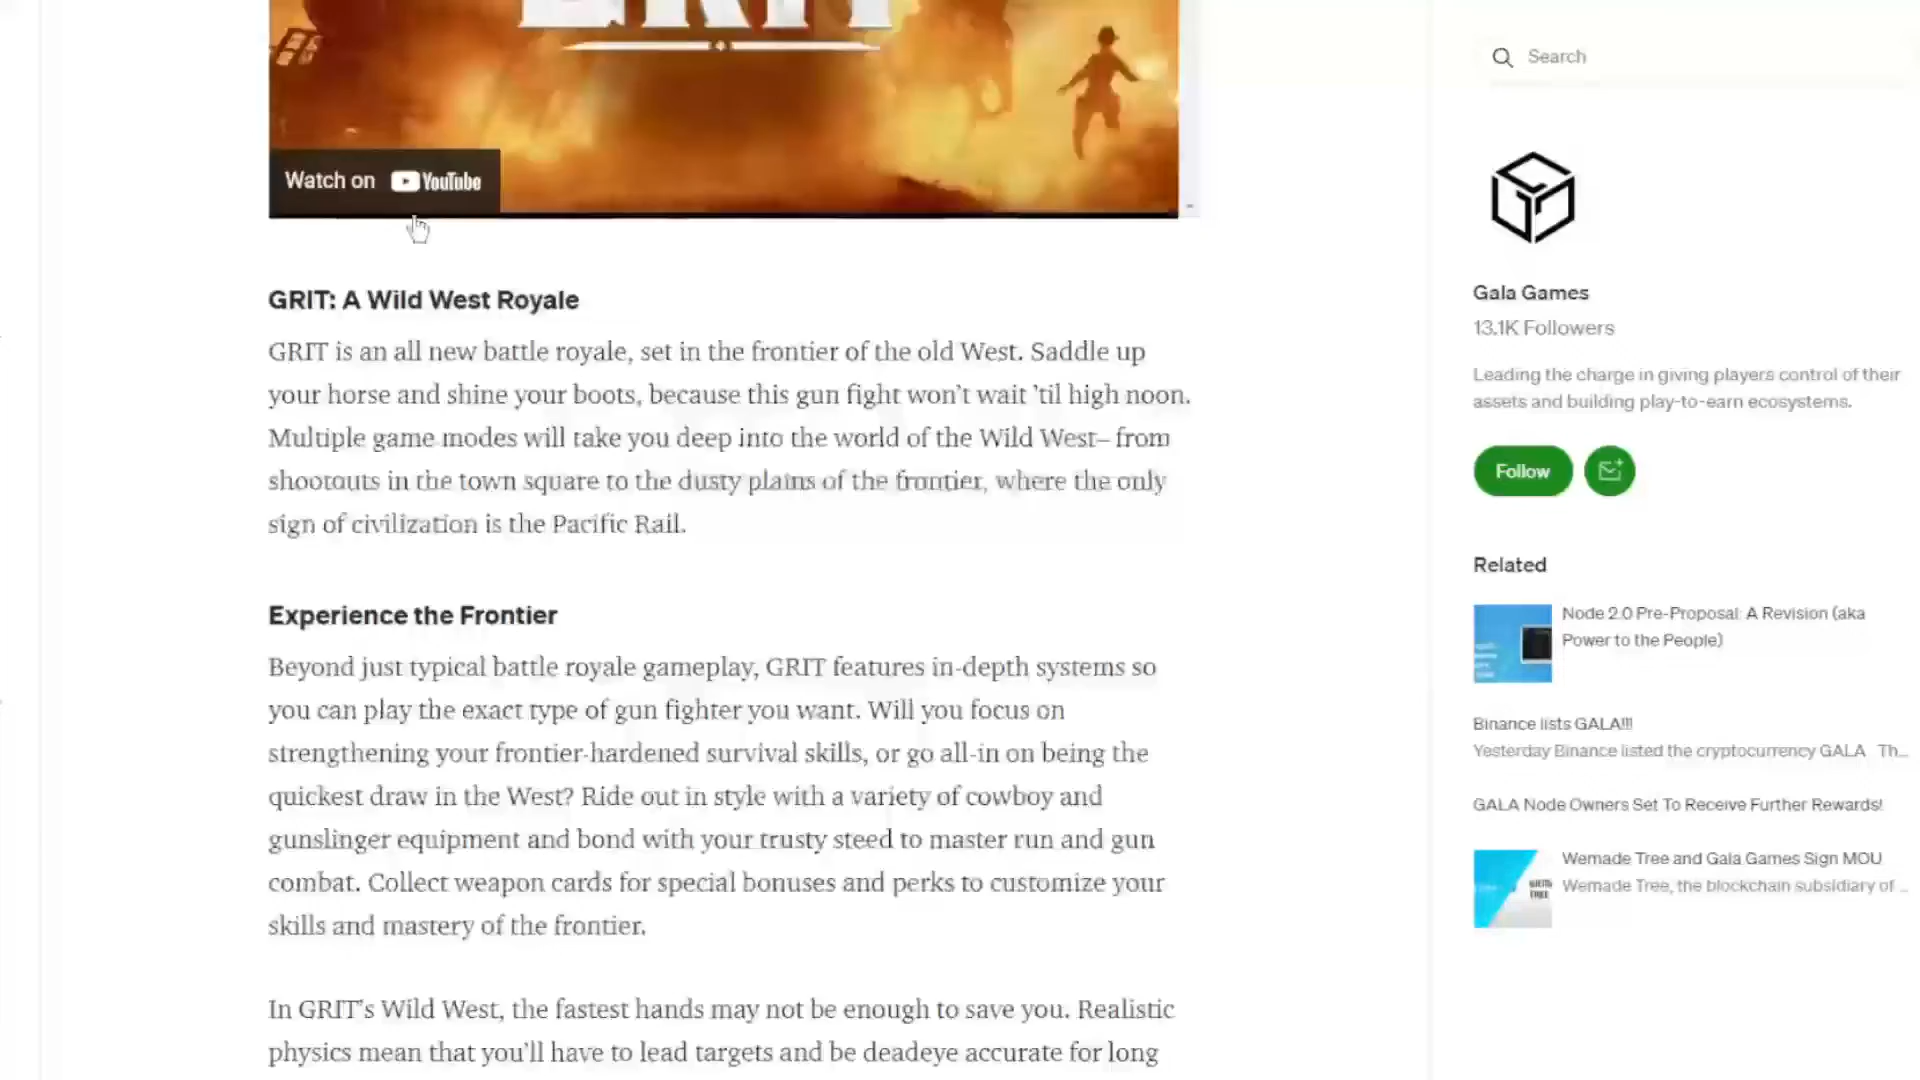 GRIT
Watch on YouTube
GRIT: A Wild West Royale
GRIT is an all new battle royale, set in the frontier of the old West. Saddle up
your horse and shine your boots, because this gun fight won’t wait ’til high noon.
Multiple game modes will take you deep into the world of the Wild West– from
shootouts in the town square to the dusty plains of the frontier, where the only
sign of civilization is the Pacific Rail.
Experience the Frontier
Beyond just typical battle royale gameplay, GRIT features in-depth systems so
you can play the exact type of gun fighter you want. Will you focus on
strengthening your frontier-hardened survival skills, or go all-in on being the
quickest draw in the West? Ride out in style with a variety of cowboy and
gunslinger equipment and bond with your trusty steed to master run and gun
combat. Collect weapon cards for special bonuses and perks to customize your
skills and mastery of the frontier.
In GRIT’s Wild West, the fastest hands may not be enough to save you. Realistic
physics mean that you’ll have to lead targets and be deadeye accurate for long
Search
Gala Games
13.1K Followers
Leading the charge in giving players control of their
assets and building play-to-earn ecosystems.
Follow
Related
Node 2.0 Pre-Proposal: A Revision (aka
Power to the People)
Binance lists GALA!!!
Yesterday Binance listed the cryptocurrency GALA Th...
GALA Node Owners Set To Receive Further Rewards!
Wemade Tree and Gala Games Sign MOU
Wemade Tree, the blockchain subsidiary of ...